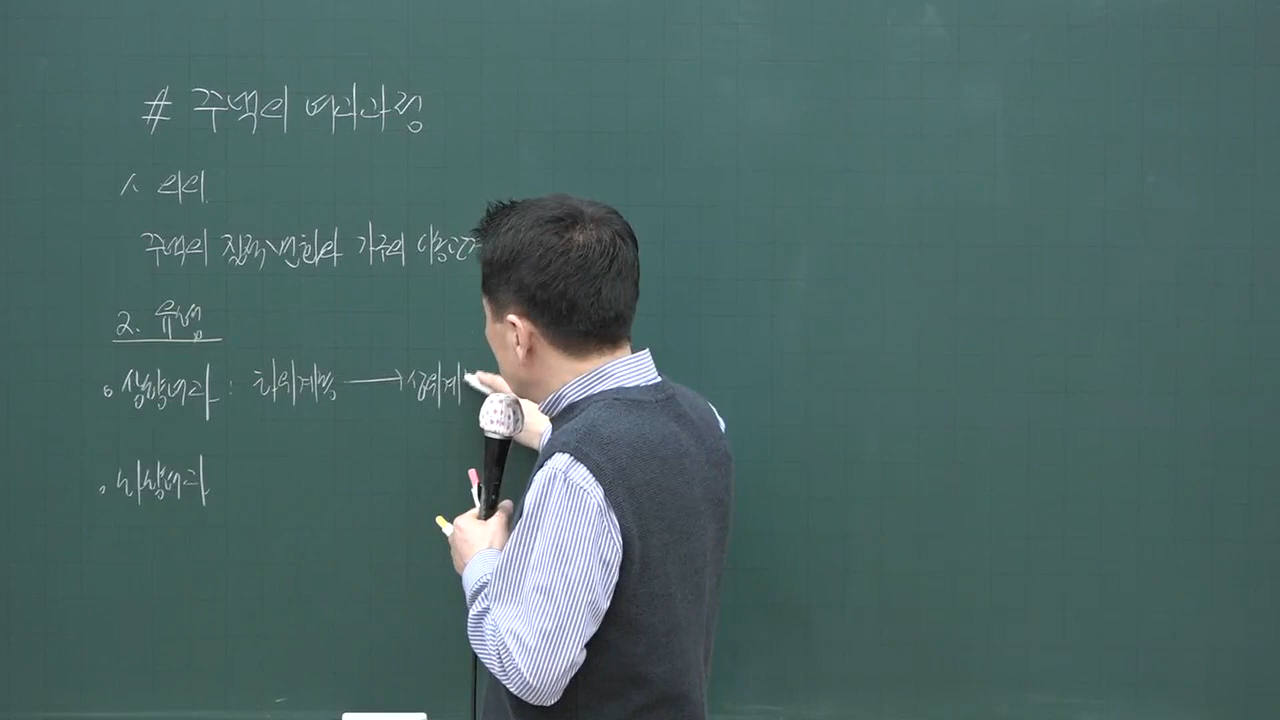 # 주택의 여과과정
1. 의의
주택의 질적변화와 가구의 이동
2. 유형
• 상향여과 : 하위계층 → 상위계
• 하향여과